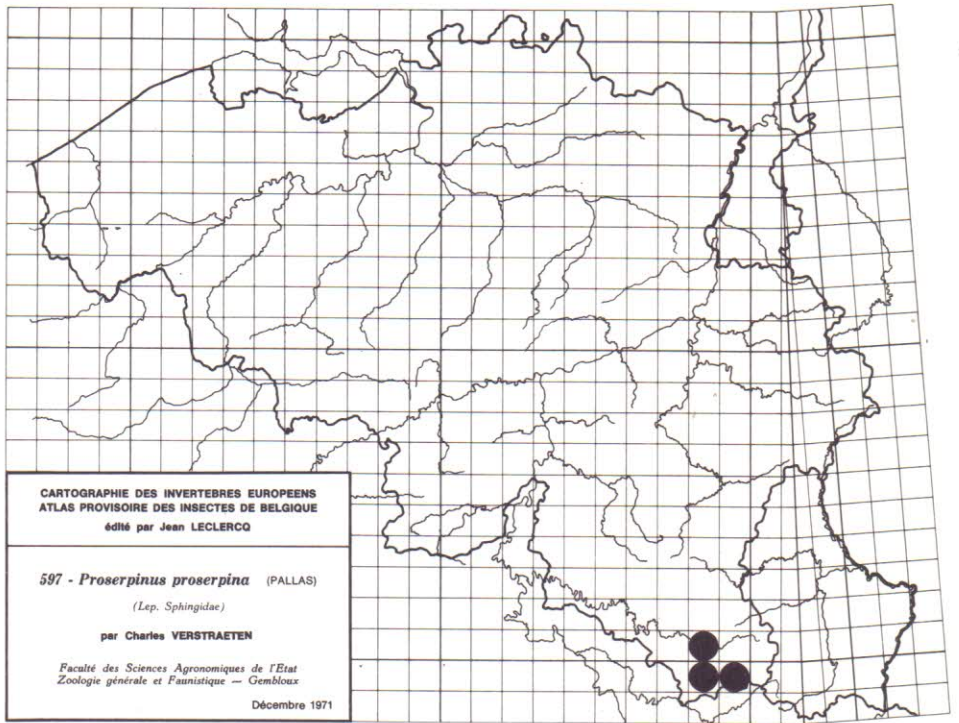 CARTOGRAPHIE DES INVERTEBRES EUROPEENS
ATLAS PROVISOIRE DES INSECTES DE BELGIQUE
édité par Jean LECLERCQ
597 - Proserpinus proserpina (PALLAS)
(Lep. Sphingidae)
par Charles VERSTRAETEN
Faculté des Sciences Agronomiques de l'Etat
Zoologie générale et Faunistique — Gembloux
Décembre 1971